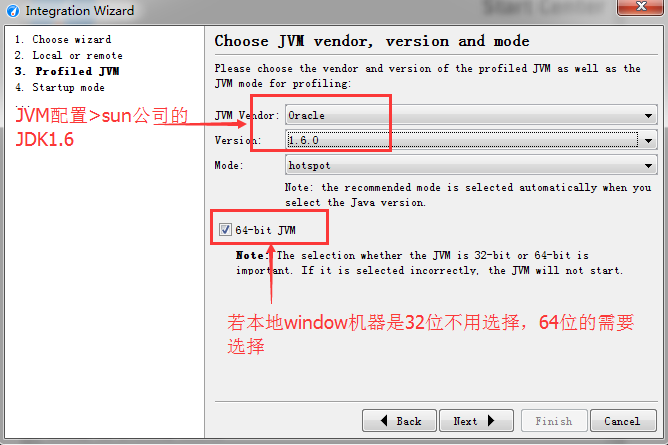 Start Center
Integration Wizard
1. Choose wizard
2. Local or remote
3. Profiled JVM
4. Startup mode
...
JVM配置>sun公司的
JDK1.6
Choose JVM vendor, version and mode
Please choose the vendor and version of the profiled JVM as well as the
JVM mode for profiling:
JVM Vendor: Oracle
Version: 1.6.0
Mode: hotspot
Note: the recommended mode is selected automatically when you
select the Java version.
64-bit JVM
Note: The selection whether the JVM is 32-bit or 64-bit is
important. If it is selected incorrectly, the JVM will not start.
若本地window机器是32位不用选择，64位的需要
选择
Back Next Finish Cancel